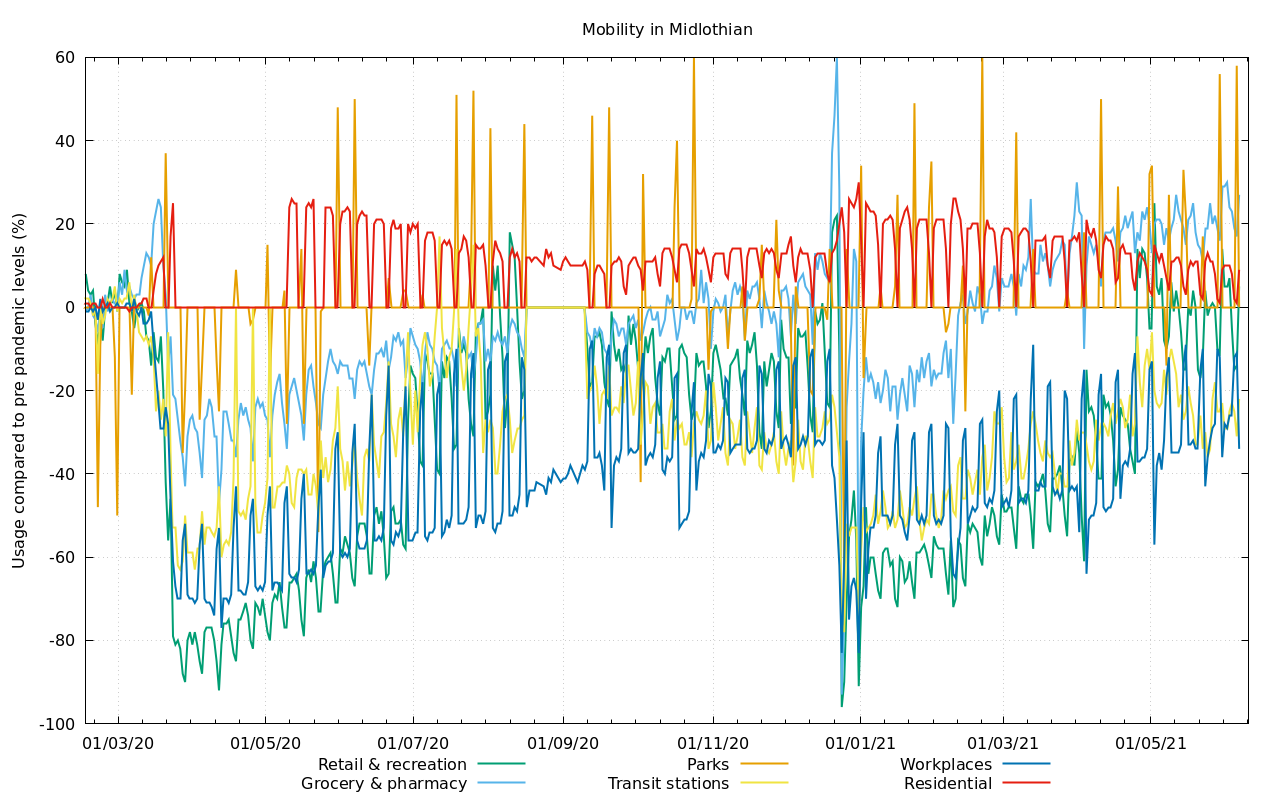 Mobility in Midlothian
Usage compared to pre pandemic levels (%)
60
40
20
0
-20
-40
-60
-80
-100
01/03/20 01/05/20 01/07/20 01/09/20 01/11/20 01/01/21 01/03/21 01/05/21
Retail & recreation Parks Workplaces
Grocery & pharmacy Transit stations Residential